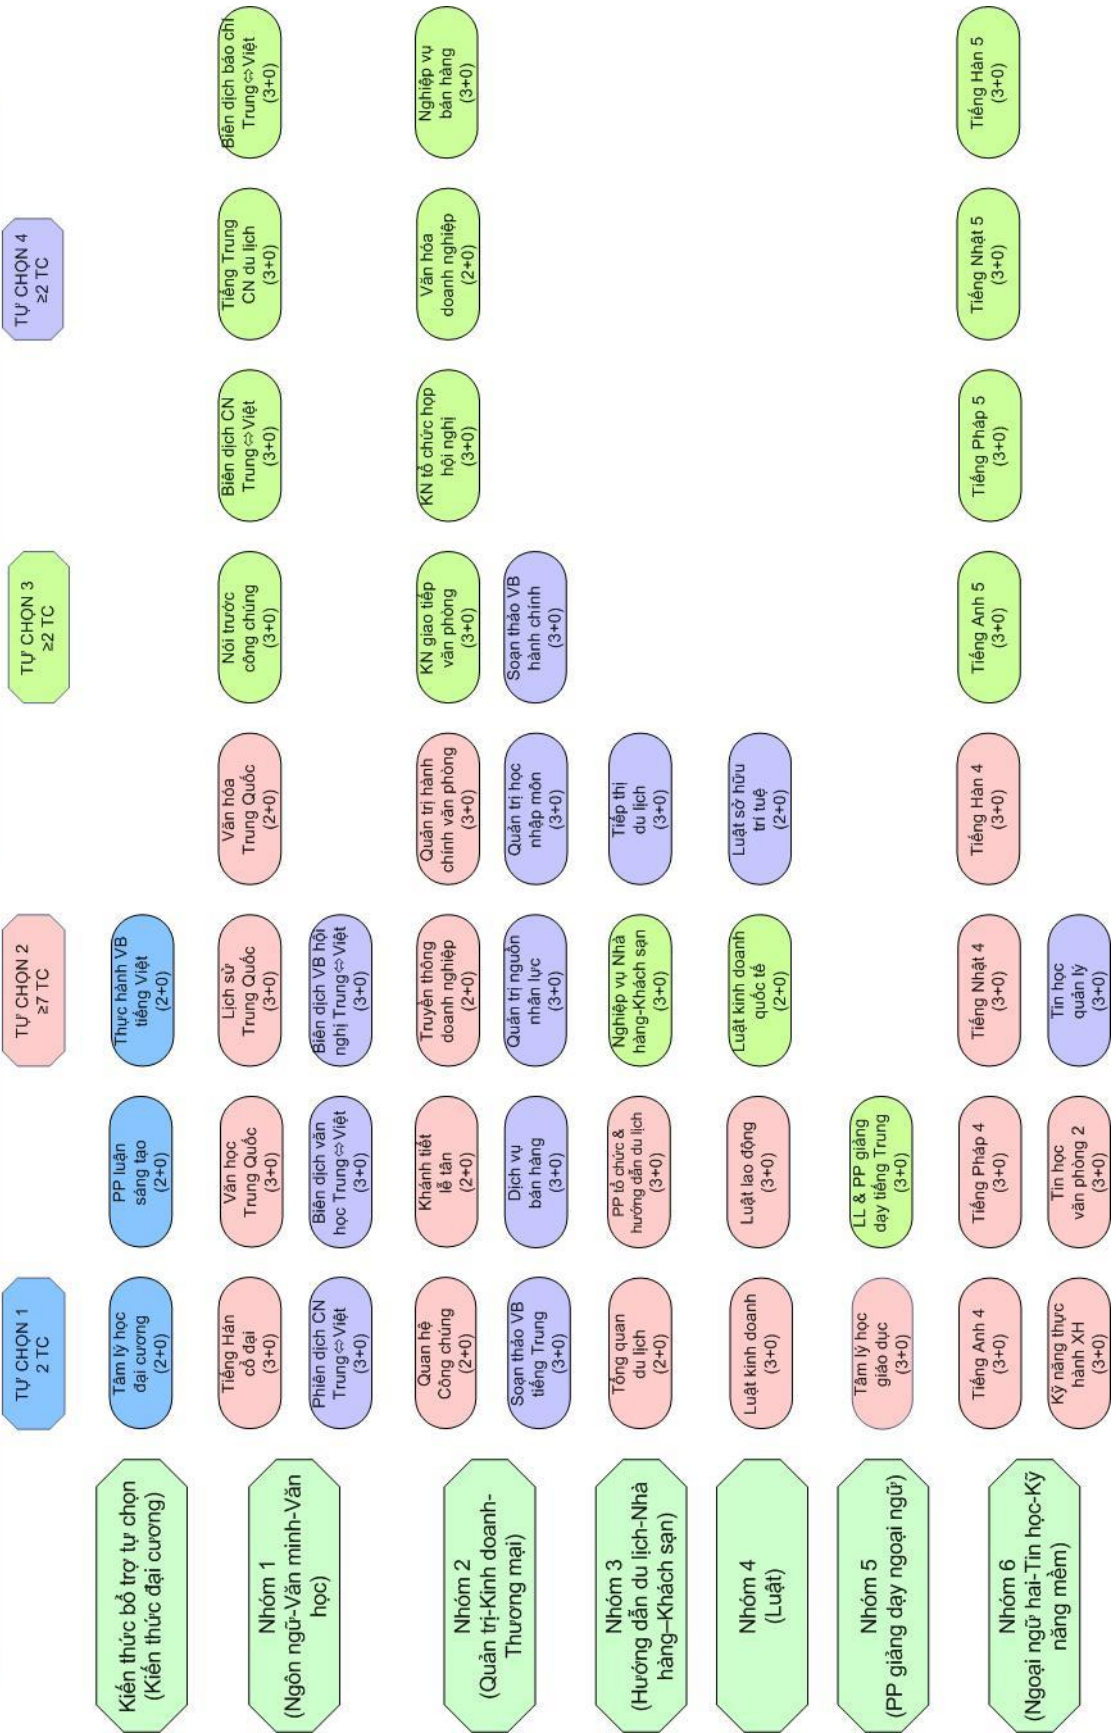 TỰ CHỌN 1
2 TC
TỰ CHỌN 2
≥7 TC
TỰ CHỌN 3
≥2 TC
TỰ CHỌN 4
≥2 TC
Kiến thức bổ trợ tự chọn
(Kiến thức đại cương)
Tâm lý học
đại cương
(2+0)
PP luận
sáng tạo
(2+0)
Thực hành VB
tiếng Việt
(2+0)
Nhóm 1
(Ngôn ngữ-Văn minh-Văn
học)
Tiếng Hán
cổ đại
(3+0)
Văn học
Trung Quốc
(3+0)
Lịch sử
Trung Quốc
(3+0)
Văn hóa
Trung Quốc
(2+0)
Nói trước
công chúng
(3+0)
Biên dịch CN
Trung⇔Việt
(3+0)
Tiếng Trung
CN du lịch
(3+0)
Biên dịch báo chí
Trung⇔Việt
(3+0)
Phiên dịch CN
Trung⇔Việt
(3+0)
Biên dịch văn
học Trung⇔Việt
(3+0)
Biên dịch VB hội
nghị Trung⇔Việt
(3+0)
Nhóm 2
(Quản trị-Kinh doanh-
Thương mại)
Quan hệ
Công chúng
(2+0)
Khánh tiết
lễ tân
(2+0)
Truyền thông
doanh nghiệp
(2+0)
Quản trị hành
chính văn phòng
(3+0)
KN giao tiếp
văn phòng
(3+0)
KN tổ chức họp
hội nghị
(3+0)
Văn hóa
doanh nghiệp
(2+0)
Nghiệp vụ
bán hàng
(3+0)
Soạn thảo VB
tiếng Trung
(3+0)
Dịch vụ
bán hàng
(3+0)
Quản trị nguồn
nhân lực
(3+0)
Quản trị học
nhập môn
(3+0)
Soạn thảo VB
hành chính
(3+0)
Nhóm 3
(Hướng dẫn du lịch-Nhà
hàng–Khách sạn)
Tổng quan
du lịch
(2+0)
PP tổ chức &
hướng dẫn du lịch
(3+0)
Nghiệp vụ Nhà
hàng-Khách sạn
(3+0)
Tiếp thị
du lịch
(3+0)
Nhóm 4
(Luật)
Luật kinh doanh
(3+0)
Luật lao động
(3+0)
Luật kinh doanh
quốc tế
(2+0)
Luật sở hữu
trí tuệ
(2+0)
Nhóm 5
(PP giảng dạy ngoại ngữ)
Tâm lý học
giáo dục
(3+0)
LL & PP giảng
dạy tiếng Trung
(3+0)
Nhóm 6
(Ngoại ngữ hai-Tin học-Kỹ
năng mềm)
Tiếng Anh 4
(3+0)
Tiếng Pháp 4
(3+0)
Tiếng Nhật 4
(3+0)
Tiếng Hàn 4
(3+0)
Tiếng Anh 5
(3+0)
Tiếng Pháp 5
(3+0)
Tiếng Nhật 5
(3+0)
Tiếng Hàn 5
(3+0)
Kỹ năng thực
hành XH
(3+0)
Tin học
văn phòng 2
(3+0)
Tin học
quản lý
(3+0)